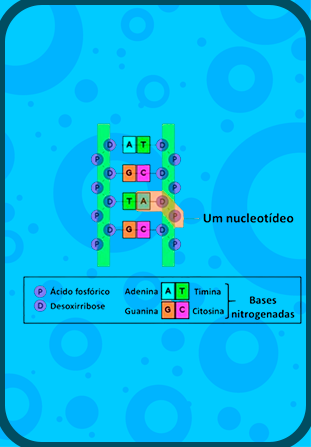 D A T D
P P
D G C D
P P
D T A D
P P
Um nucleotídeo
D G C D
P P
P Ácido fosfórico
D Desoxirribose
Adenina A T Timina
Guanina G C Citosina
Bases
nitrogenadas